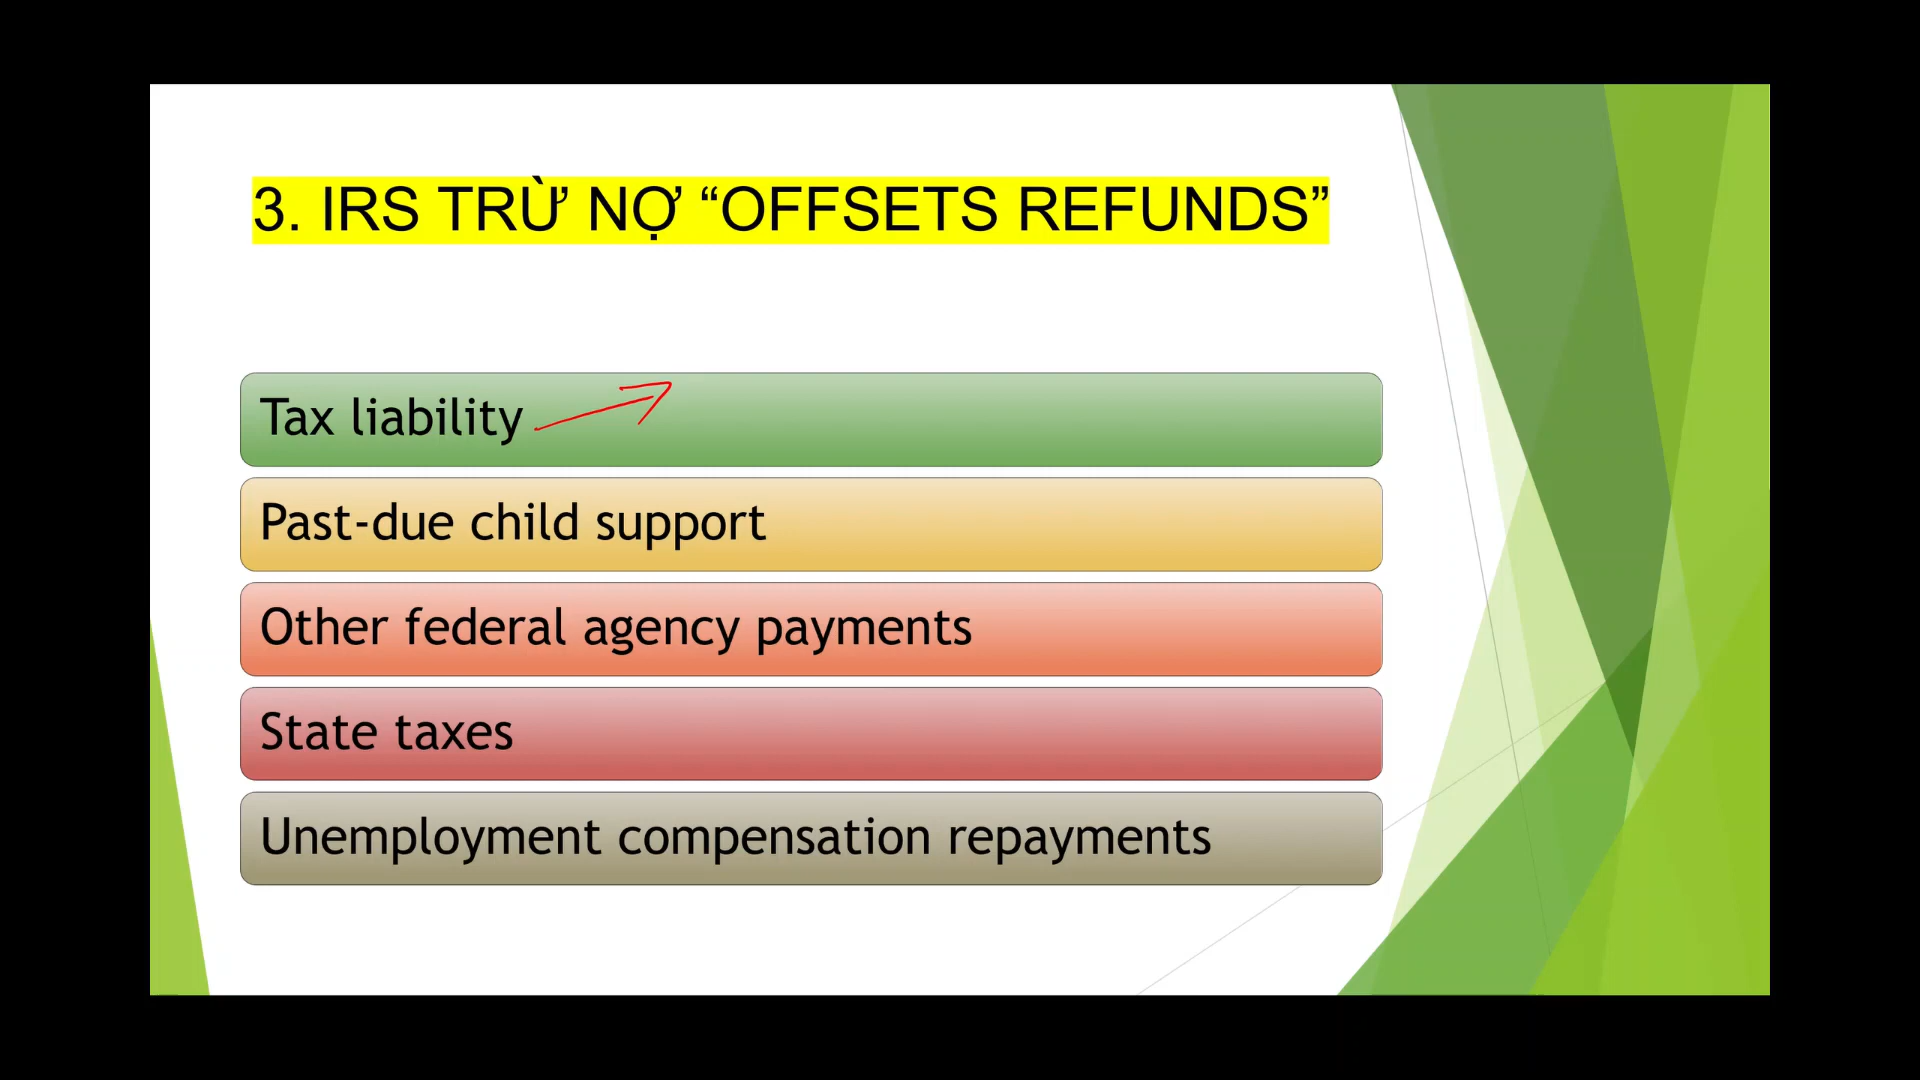 3. IRS TRỪ NỢ “OFFSETS REFUNDS”
Tax liability
Past-due child support
Other federal agency payments
State taxes
Unemployment compensation repayments